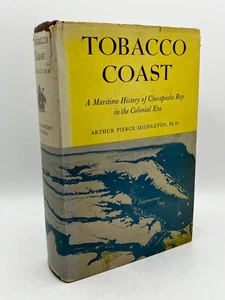 Tobacco
Coast
TOBACCO
COAST
A Maritime History of Chesapeake Bay
in the Colonial Era
ARTHUR PIERCE MIDDLETON, Ph.D.